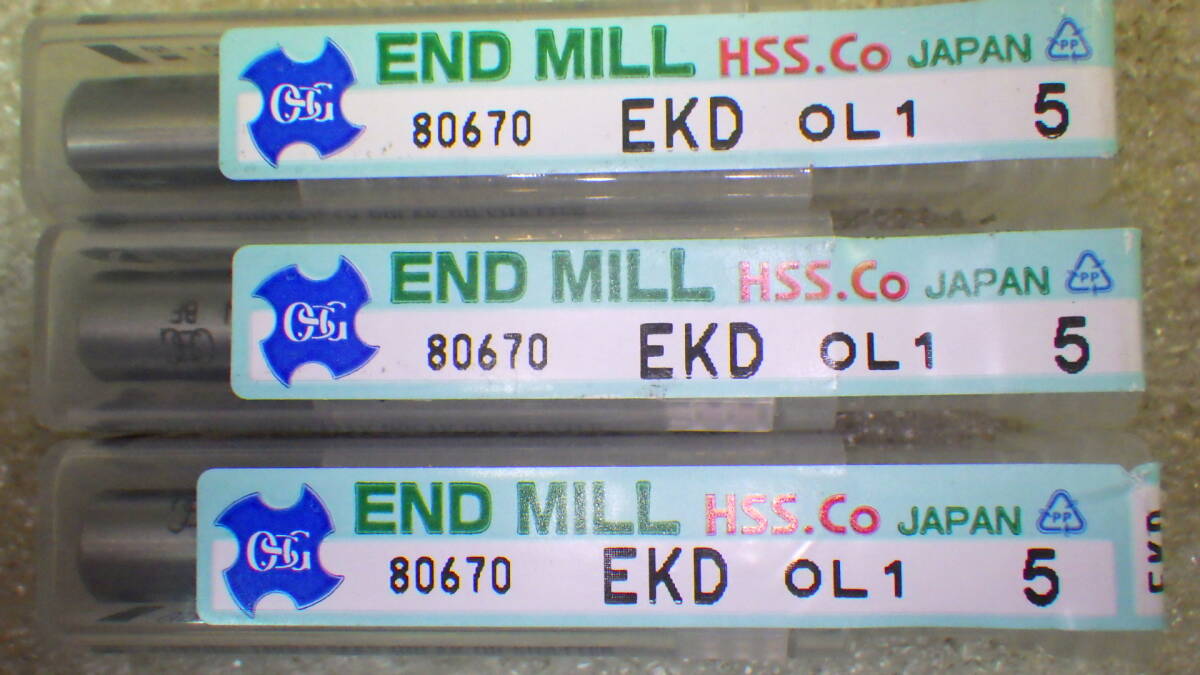 END MILL HSS.Co JAPAN PP
OSG 80670 EKD OL1 5
END MILL HSS.Co JAPAN PP
OSG 80670 EKD OL1 5
END MILL HSS.Co JAPAN PP
OSG 80670 EKD OL1 5
EKD